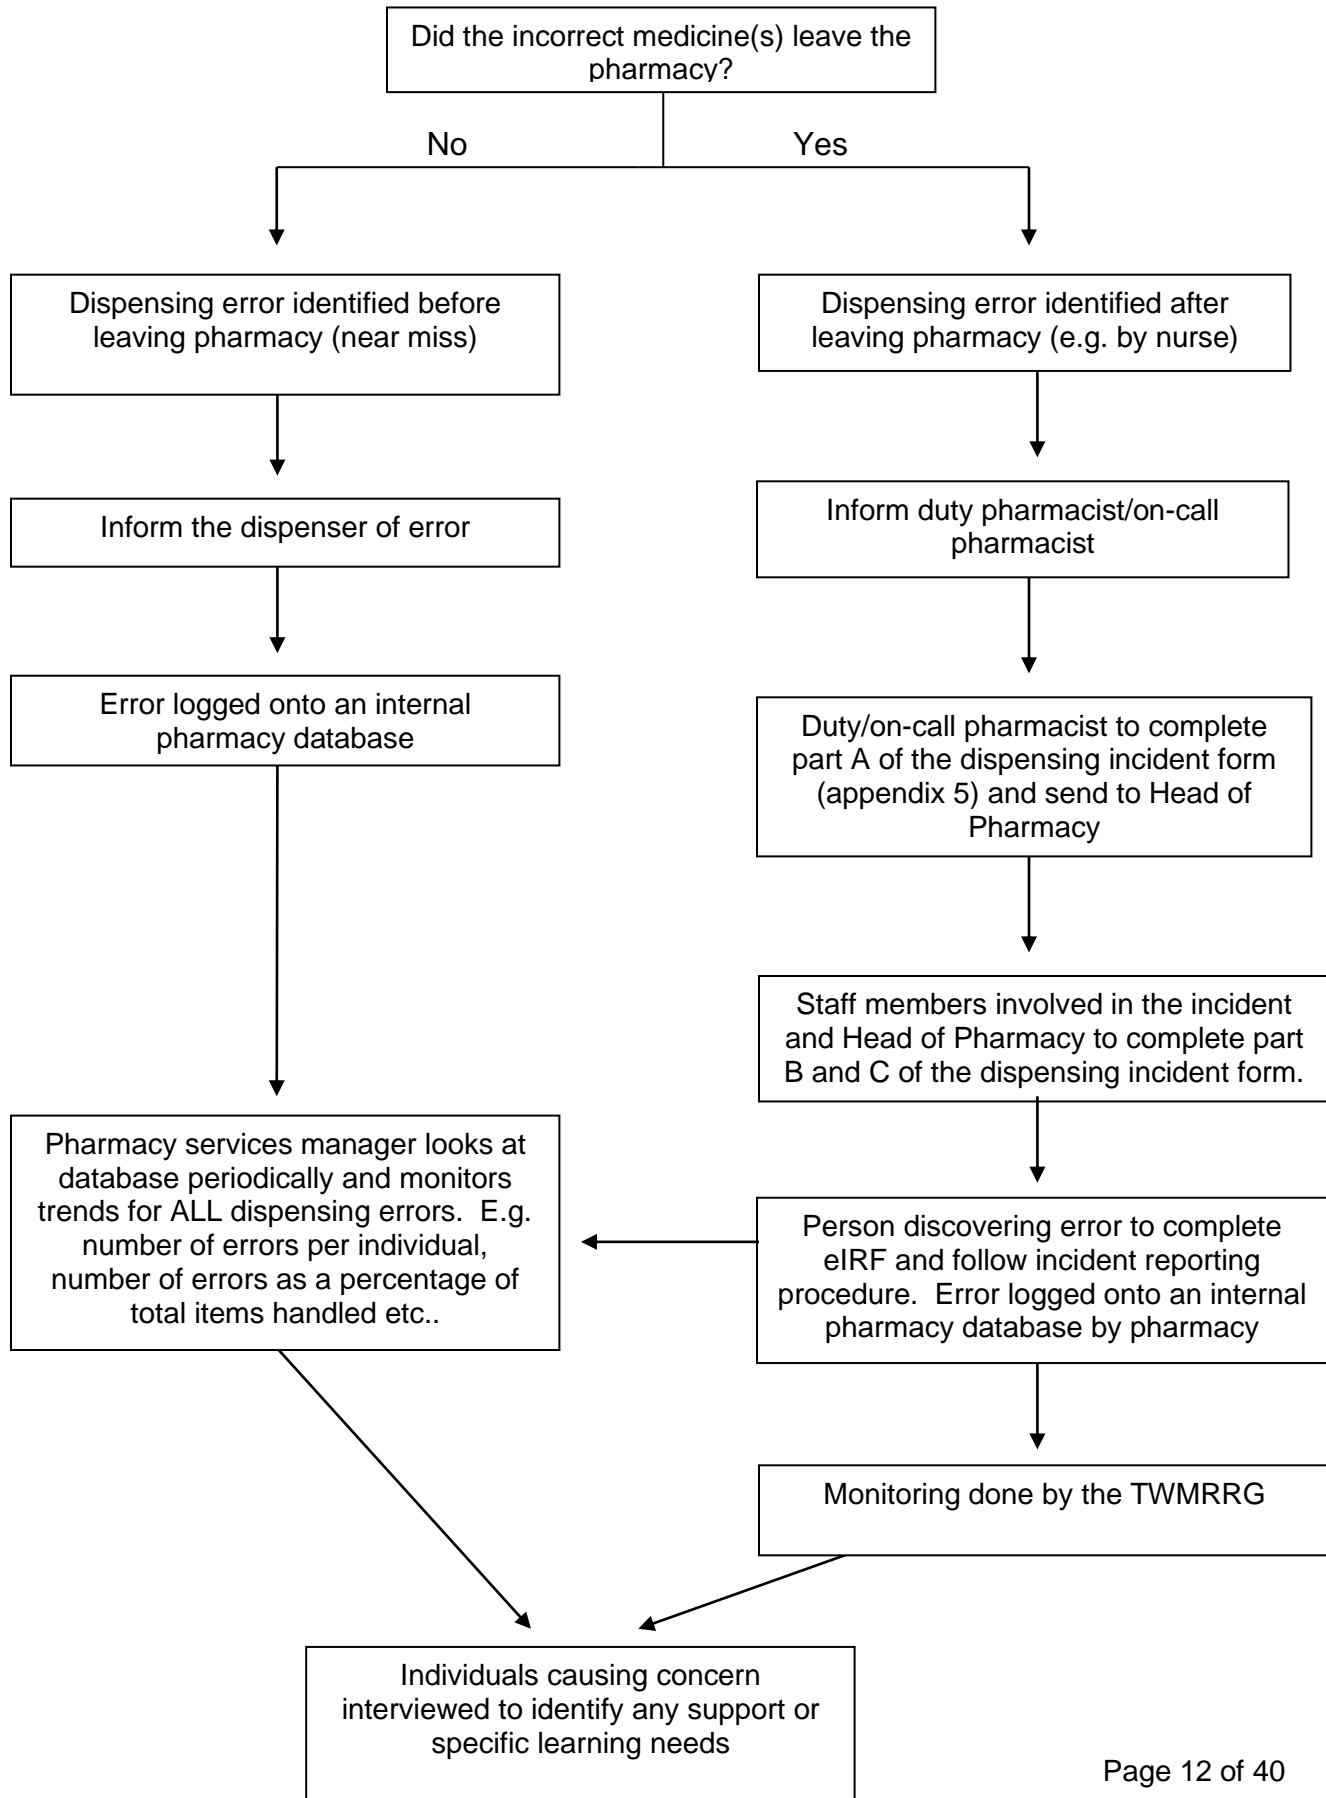 Did the incorrect medicine(s) leave the
pharmacy?
No
Yes
Dispensing error identified before
leaving pharmacy (near miss)
Dispensing error identified after
leaving pharmacy (e.g. by nurse)
Inform the dispenser of error
Inform duty pharmacist/on-call
pharmacist
Error logged onto an internal
pharmacy database
Duty/on-call pharmacist to complete
part A of the dispensing incident form
(appendix 5) and send to Head of
Pharmacy
Staff members involved in the incident
and Head of Pharmacy to complete part
B and C of the dispensing incident form.
Pharmacy services manager looks at
database periodically and monitors
trends for ALL dispensing errors.  E.g.
number of errors per individual,
number of errors as a percentage of
total items handled etc..
Person discovering error to complete
eIRF and follow incident reporting
procedure.  Error logged onto an internal
pharmacy database by pharmacy
Monitoring done by the TWMRRG
Individuals causing concern
interviewed to identify any support or
specific learning needs
Page 12 of 40